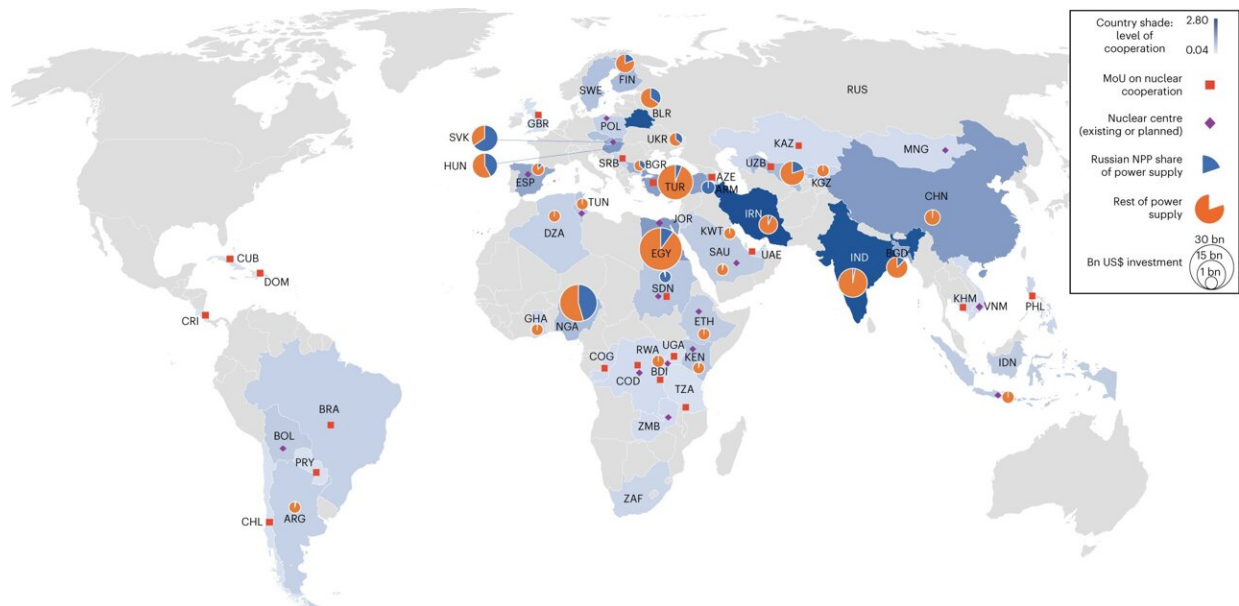 Country shade:
level of
cooperation
2.80
0.04
MoU on nuclear
cooperation
Nuclear centre
(existing or planned)
Russian NPP share
of power supply
Rest of power
supply
Bn US$ investment
30 bn
15 bn
1 bn
FIN
SWE
RUS
BLR
GBR
POL
SVK
UKR
KAZ
MNG
HUN
SRB
BGR
UZB
ESP
TUR
AZE
ARM
KGZ
TUN
CHN
JOR
IRN
DZA
KWT
EGY
SAU
UAE
IND
BGD
CUB
DOM
SDN
KHM
VNM
PHL
CRI
GHA
NGA
ETH
COG
RWA
UGA
KEN
IDN
COD
BDI
TZA
BRA
BOL
ZMB
PRY
ZAF
CHL
ARG